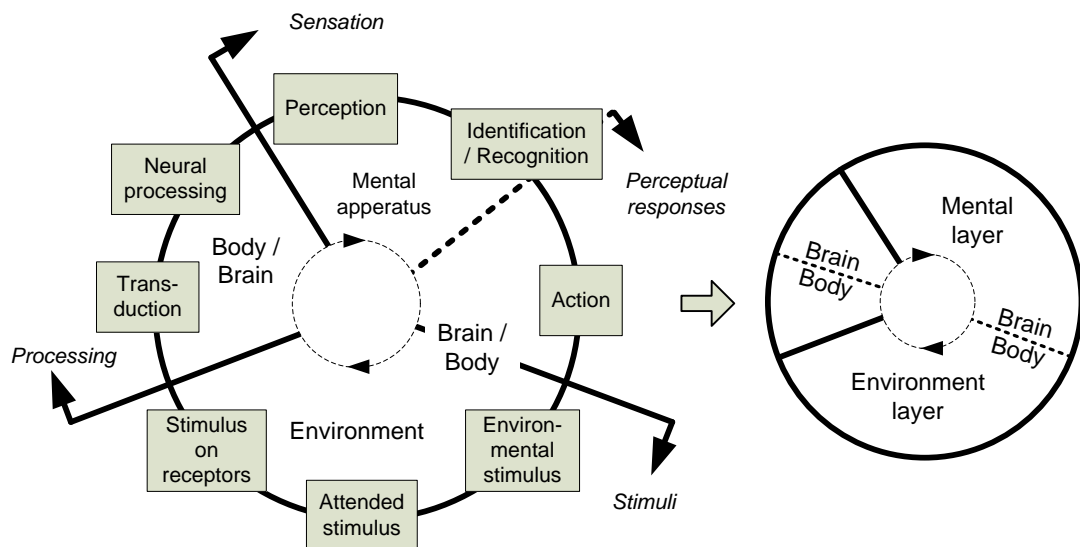 Sensation
Perception
Identification
/ Recognition
Neural
processing
Mental
apparatus
Perceptual
responses
Body /
Brain
Trans-
duction
Action
Processing
Brain /
Body
Stimulus
on
receptors
Environment
Environ-
mental
stimulus
Attended
stimulus
Stimuli
Mental
layer
Brain
Body
Brain
Body
Environment
layer